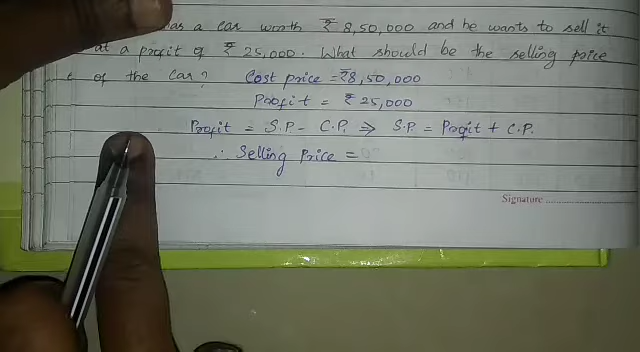 as a car worth ₹ 8,50,000 and he wants to sell it
at a profit of ₹ 25,000. What should be the selling price
of the car? Cost price = ₹8,50,000
Profit = ₹ 25,000
Profit = S.P - C.P. ⇒ S.P. = Profit + C.P.
∴ Selling Price =
Signature ....................